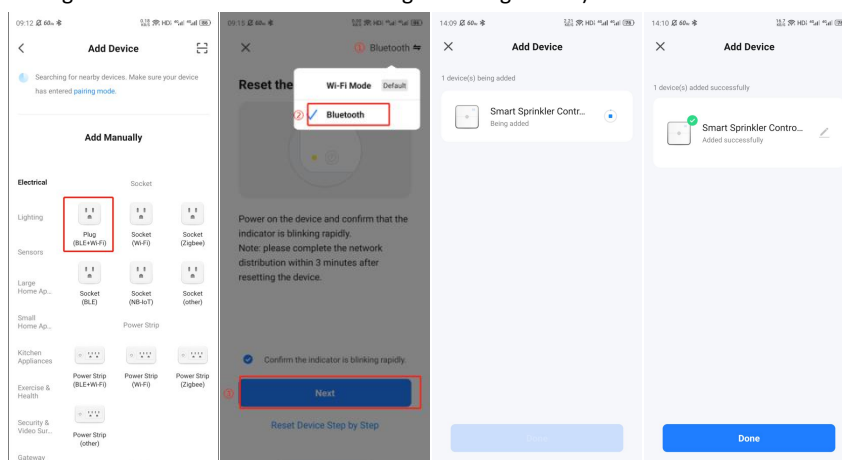 09:12
Add Device
Searching for nearby devices. Make sure your device
has entered pairing mode.
Add Manually
Electrical
Socket
Lighting
Plug
(BLE+Wi-Fi)
Socket
(Wi-Fi)
Socket
(Zigbee)
Sensors
Large
Home Ap...
Socket
(BLE)
Socket
(NB-IoT)
Socket
(other)
Small
Home Ap...
Power Strip
Kitchen
Appliances
Power Strip
(BLE+Wi-Fi)
Power Strip
(Wi-Fi)
Power Strip
(Zigbee)
Exercise &
Health
Security &
Video Sur...
Power Strip
(other)
Gateway
09:15
① Bluetooth
Reset the
Wi-Fi Mode Default
② Bluetooth
Power on the device and confirm that the
indicator is blinking rapidly.
Note: please complete the network
distribution within 3 minutes after
resetting the device.
Confirm the indicator is blinking rapidly.
③ Next
Reset Device Step by Step
14:09
Add Device
1 device(s) being added
Smart Sprinkler Contr...
Being added
14:10
Add Device
1 device(s) added successfully
Smart Sprinkler Contro...
Added successfully
Done